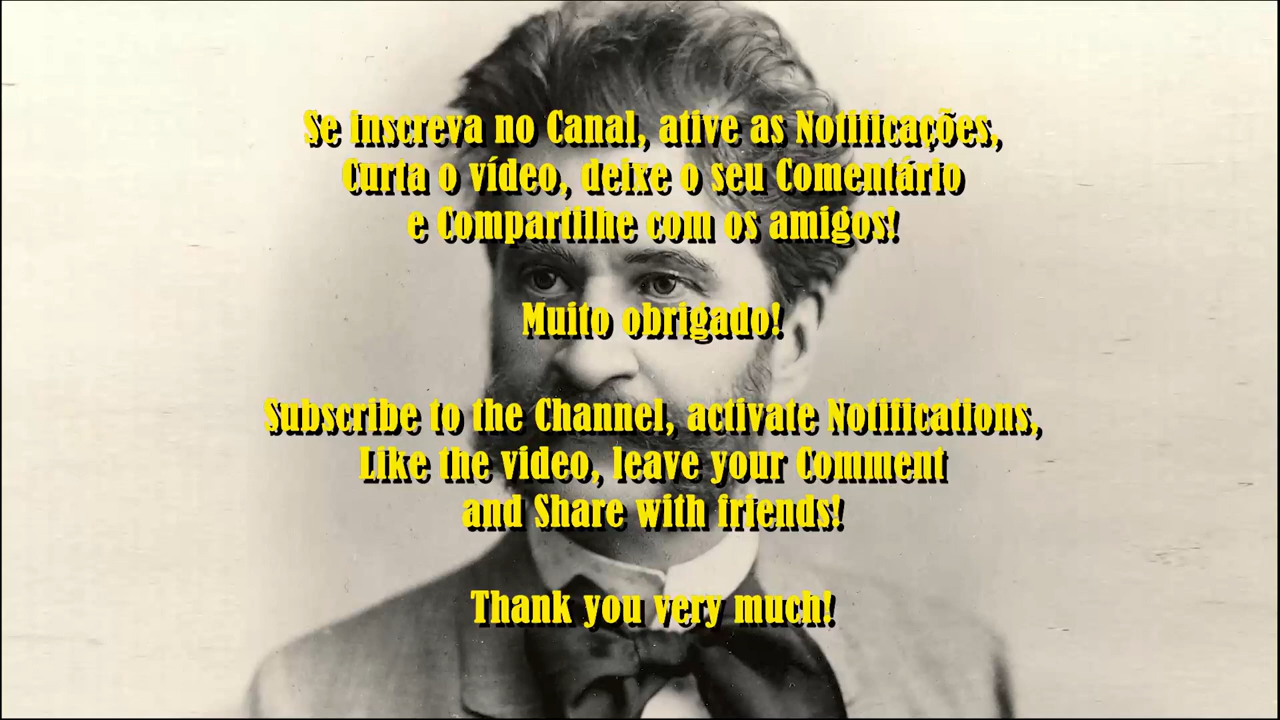 Se inscreva no Canal, ative as Notificações,
Curta o vídeo, deixe o seu Comentário
e Compartilhe com os amigos!
Muito obrigado!
Subscribe to the Channel, activate Notifications,
Like the video, leave your Comment
and Share with friends!
Thank you very much!